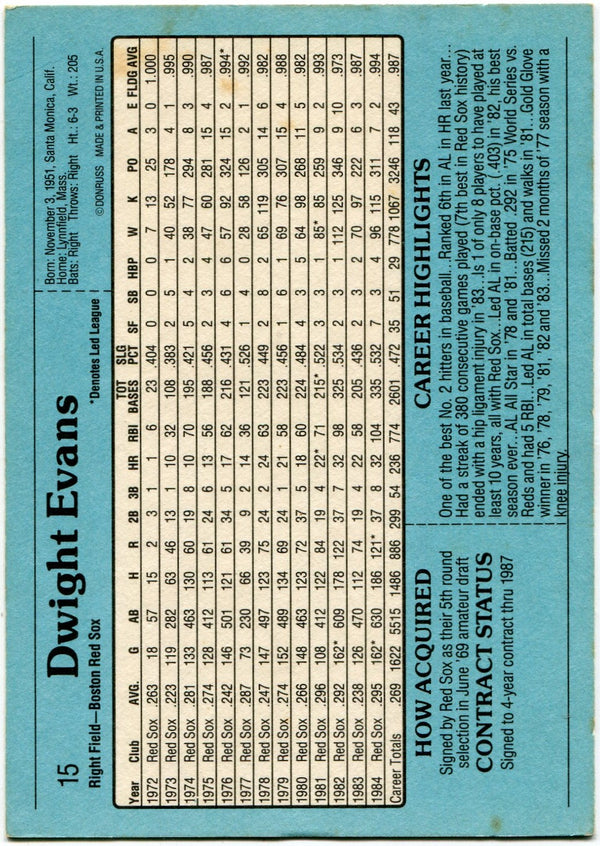 15
Dwight Evans
Right Field—Boston Red Sox
*Denotes Led League
Born: November 3, 1951, Santa Monica, Calif.
Home: Lynnfield, Mass.
Bats: Right Throws: Right Ht.: 6-3 Wt.: 205
©DONRUSS MADE & PRINTED IN U.S.A.
TOT SLG
Year Club AVG. G AB H R 2B 3B HR RBI BASES PCT SF SB HBP W K PO A E FLDG AVG
1972 Red Sox .263 18 57 15 2 3 1 1 6 23 .404 0 0 0 7 13 25 3 0 1.000
1973 Red Sox .223 119 282 63 46 13 1 10 32 108 .383 2 5 1 40 52 178 4 1 .995
1974 Red Sox .281 133 463 130 60 19 8 10 70 195 .421 5 4 2 38 77 294 8 3 .990
1975 Red Sox .274 128 412 113 61 24 6 13 56 188 .456 2 3 4 47 60 281 15 4 .987
1976 Red Sox .242 146 501 121 61 34 5 17 62 216 .431 4 6 6 57 92 324 15 2 .994*
1977 Red Sox .287 73 230 66 39 9 2 14 36 121 .526 1 4 0 28 58 126 2 1 .992
1978 Red Sox .247 147 497 123 75 24 2 24 63 223 .449 2 8 2 65 119 305 14 6 .982
1979 Red Sox .274 152 489 134 69 24 1 21 58 223 .456 1 6 1 69 76 307 15 4 .988
1980 Red Sox .266 148 463 123 72 37 5 18 60 224 .484 4 3 3 64 98 268 11 5 .982
1981 Red Sox .296 108 412 122 84 19 4 22* 71 215* .522 3 3 1 85* 85 259 9 2 .993
1982 Red Sox .292 162* 609 178 122 37 7 32 98 325 .534 2 3 1 112 125 346 9 10 .973
1983 Red Sox .238 126 470 112 74 19 4 22 58 205 .436 2 3 2 70 97 222 6 3 .987
1984 Red Sox .295 162* 630 186 121* 37 8 32 104 335 .532 7 3 4 96 115 311 7 2 .994
Career Totals .269 1622 5515 1486 886 299 54 236 774 2601 .472 35 51 29 778 1067 3246 118 43 .987
HOW ACQUIRED
Signed by Red Sox as their 5th round
selection in June '69 amateur draft
CONTRACT STATUS
Signed to 4-year contract thru 1987
CAREER HIGHLIGHTS
One of the best No. 2 hitters in baseball...Ranked 6th in AL in HR last year...
Had a streak of 380 consecutive games played (7th best in Red Sox history)
ended with a hip ligament injury in '83...Is 1 of only 8 players to have played at
least 10 years, all with Red Sox...Led AL in on-base pct. (.403) in '82, his best
season ever...AL All Star in '78 and '81...Batted .292 in '75 World Series vs.
Reds and had 5 RBI...Led AL in total bases (215) and walks in '81...Gold Glove
winner in '76, '78, '79, '81, '82 and '83...Missed 2 months of '77 season with a
knee injury.